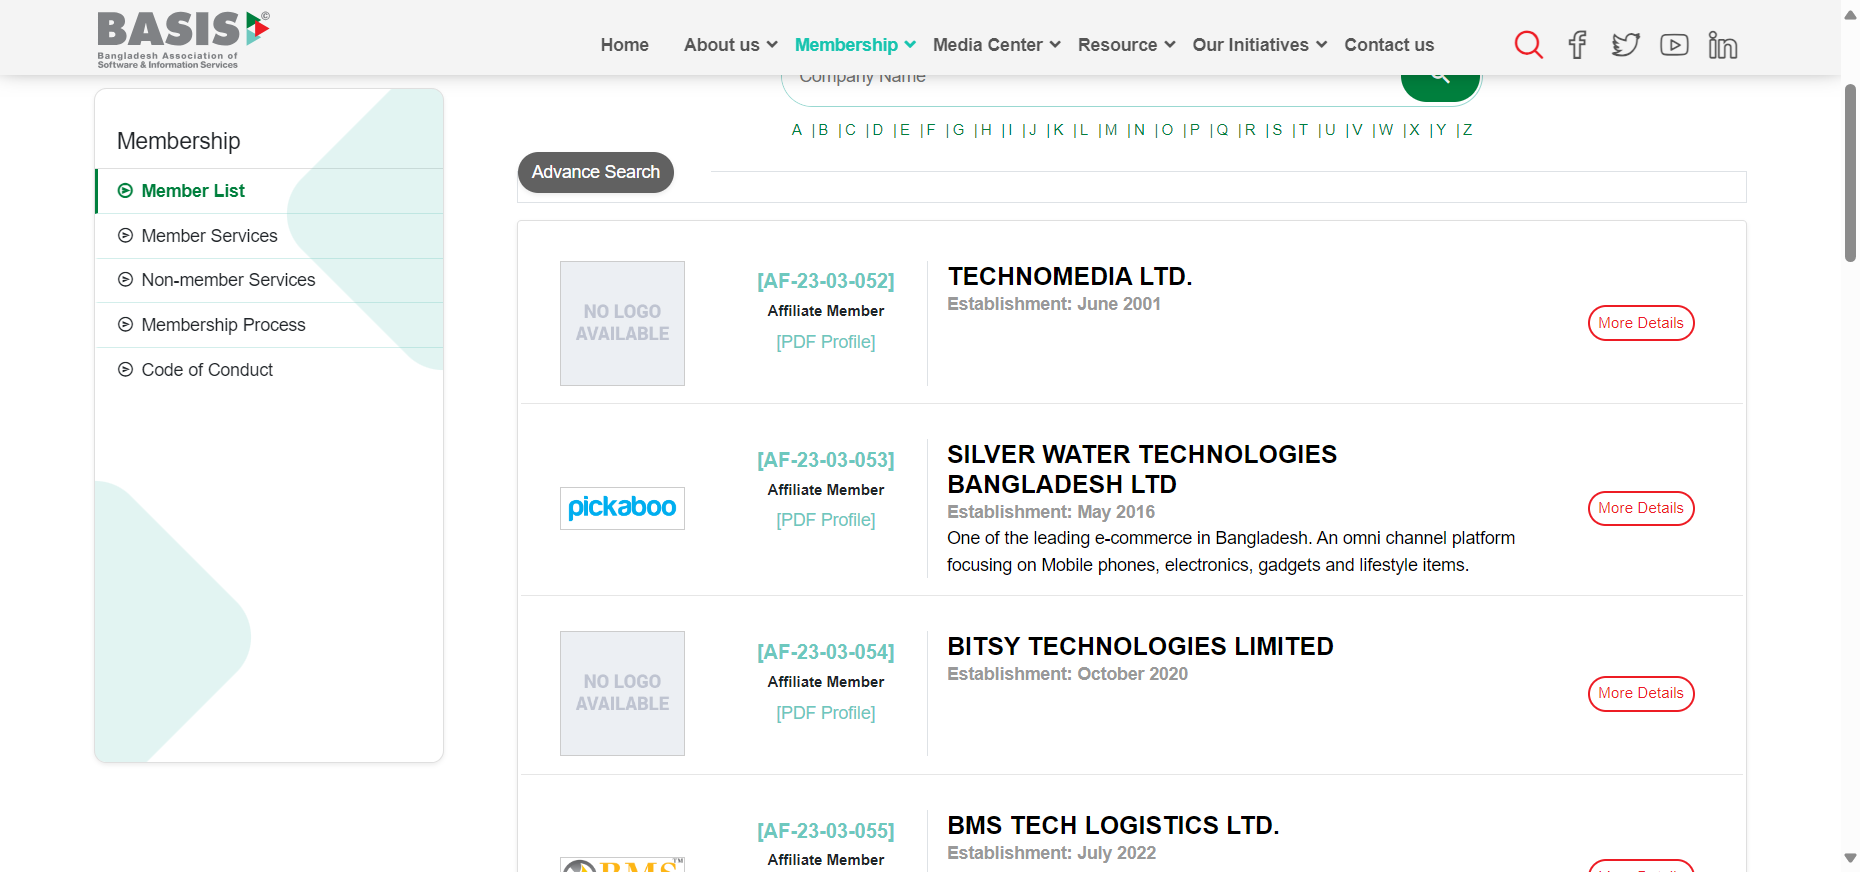 BASIS ©
Bangladesh Association of
Software & Information Services
Home About us Membership Media Center Resource Our Initiatives Contact us
Company Name
A |B |C |D |E |F |G |H |I |J |K |L |M |N |O |P |Q |R |S |T |U |V |W |X |Y |Z
Membership
Member List
Member Services
Non-member Services
Membership Process
Code of Conduct
Advance Search
NO LOGO
AVAILABLE
[AF-23-03-052]
Affiliate Member
[PDF Profile]
TECHNOMEDIA LTD.
Establishment: June 2001
More Details
pickaboo
[AF-23-03-053]
Affiliate Member
[PDF Profile]
SILVER WATER TECHNOLOGIES
BANGLADESH LTD
Establishment: May 2016
One of the leading e-commerce in Bangladesh. An omni channel platform
focusing on Mobile phones, electronics, gadgets and lifestyle items.
More Details
NO LOGO
AVAILABLE
[AF-23-03-054]
Affiliate Member
[PDF Profile]
BITSY TECHNOLOGIES LIMITED
Establishment: October 2020
More Details
BMS™
[AF-23-03-055]
Affiliate Member
BMS TECH LOGISTICS LTD.
Establishment: July 2022